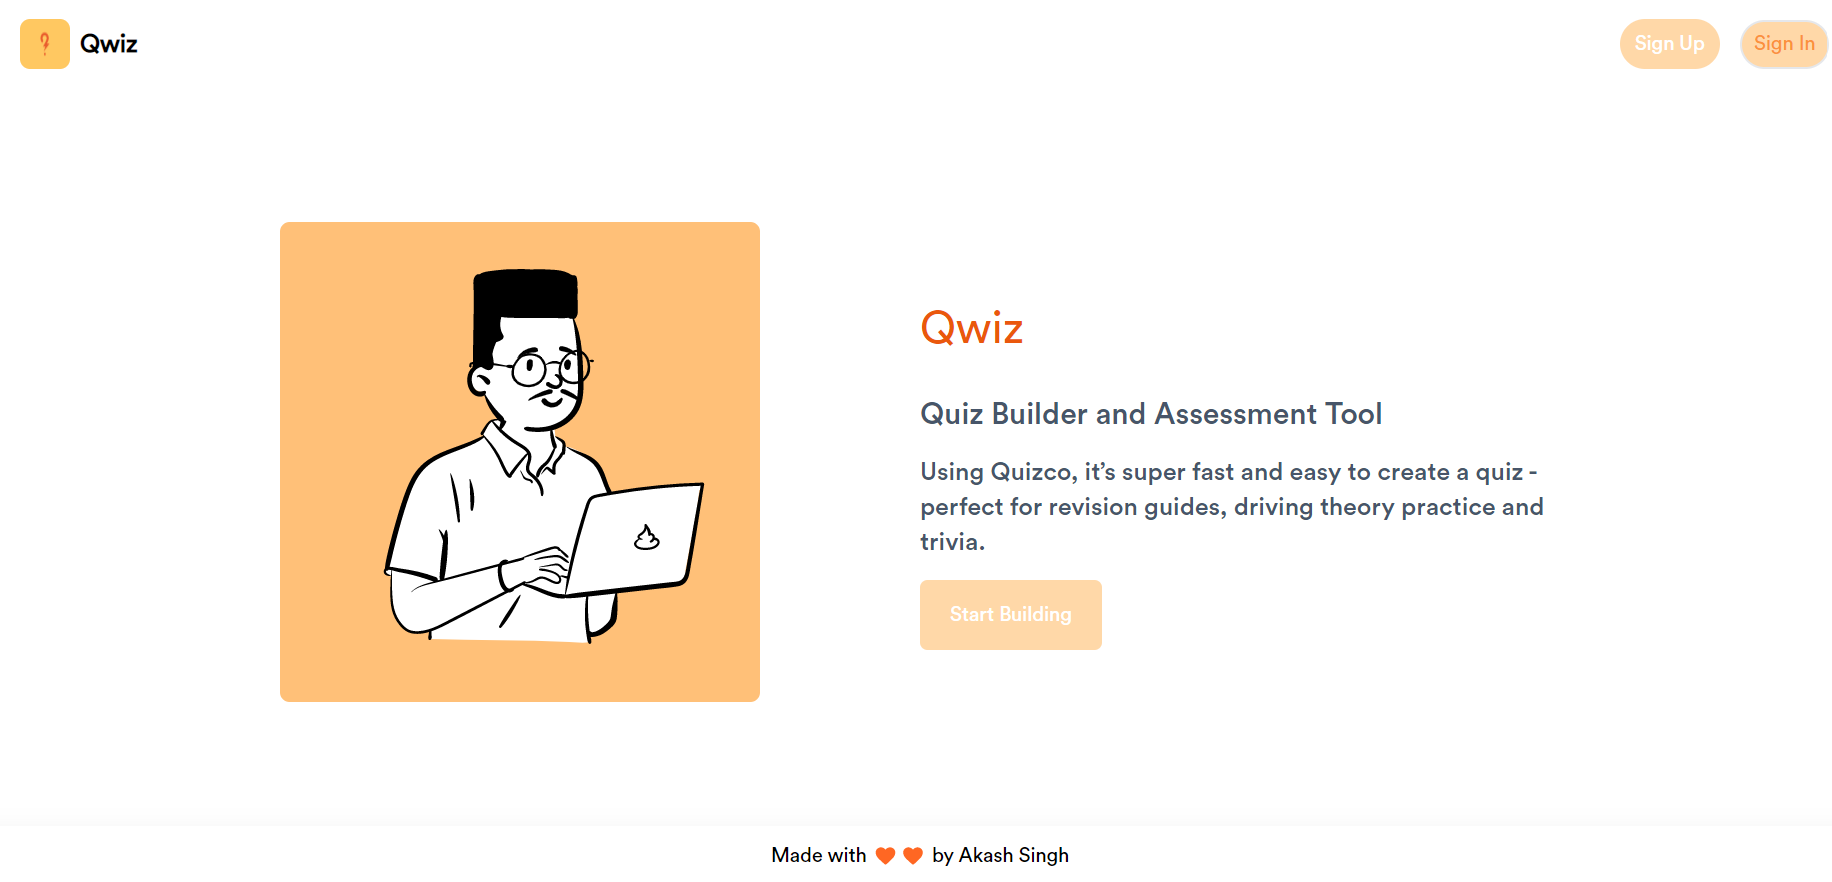 Qwiz
Sign Up
Sign In
Qwiz
Quiz Builder and Assessment Tool
Using Quizco, it’s super fast and easy to create a quiz -
perfect for revision guides, driving theory practice and
trivia.
Start Building
Made with 🧡🧡 by Akash Singh